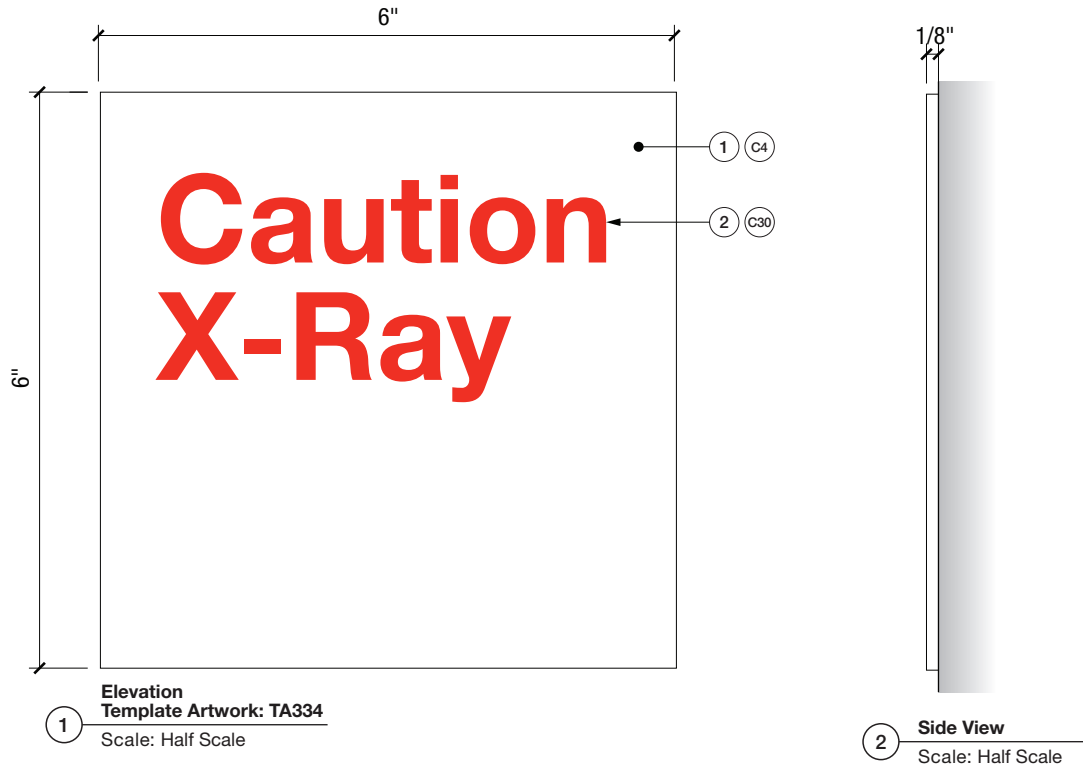 6"
1/8"
1 C4
Caution
2 C30
X-Ray
6"
Elevation
Template Artwork: TA334
1
Scale: Half Scale
Side View
2
Scale: Half Scale